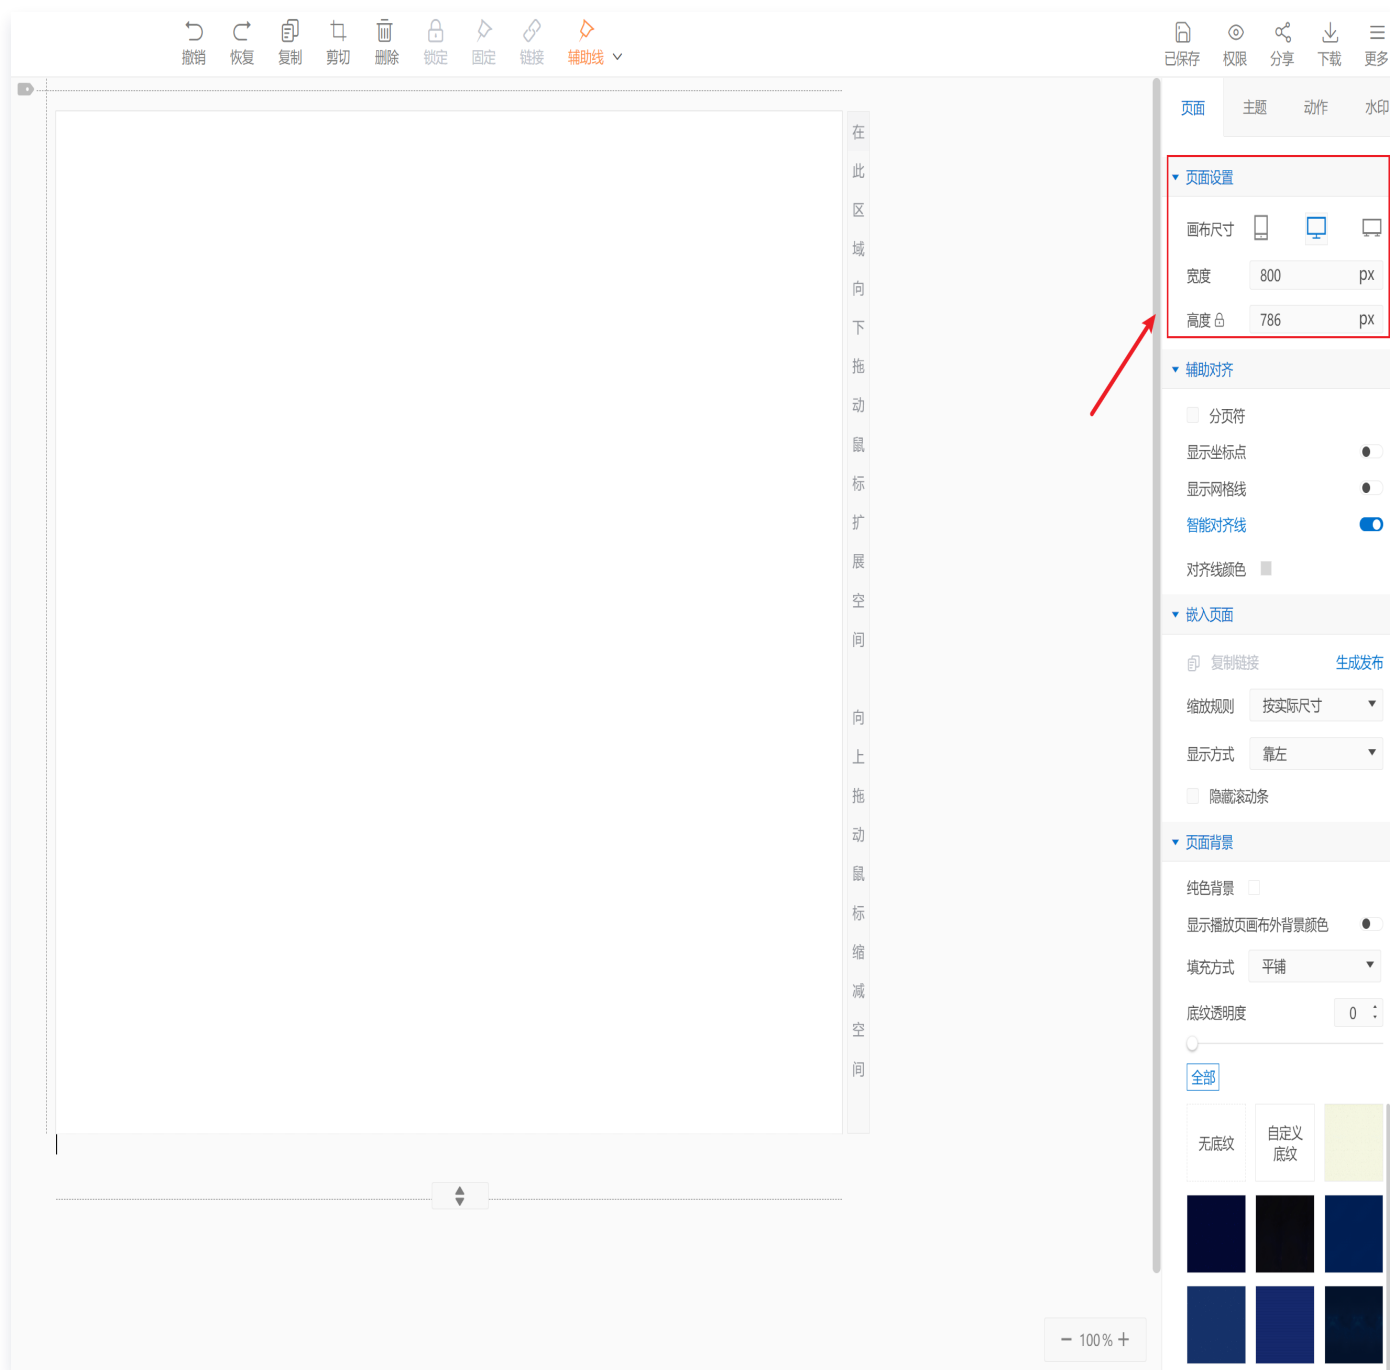 撤销 恢复 复制 剪切 删除 锁定 固定 链接 辅助线
已保存 权限 分享 下载 更多
页面 主题 动作 水印
页面设置
画布尺寸
宽度 800 px
高度 786 px
辅助对齐
分页符
显示坐标点
显示网格线
智能对齐线
对齐线颜色
嵌入页面
复制链接 生成发布
缩放规则 按实际尺寸
显示方式 靠左
隐藏滚动条
页面背景
纯色背景
显示播放页画布外背景颜色
填充方式 平铺
底纹透明度 0
全部
无底纹
自定义
底纹
在此区域向下拖动鼠标扩展空间 向上拖动鼠标缩减空间
100%